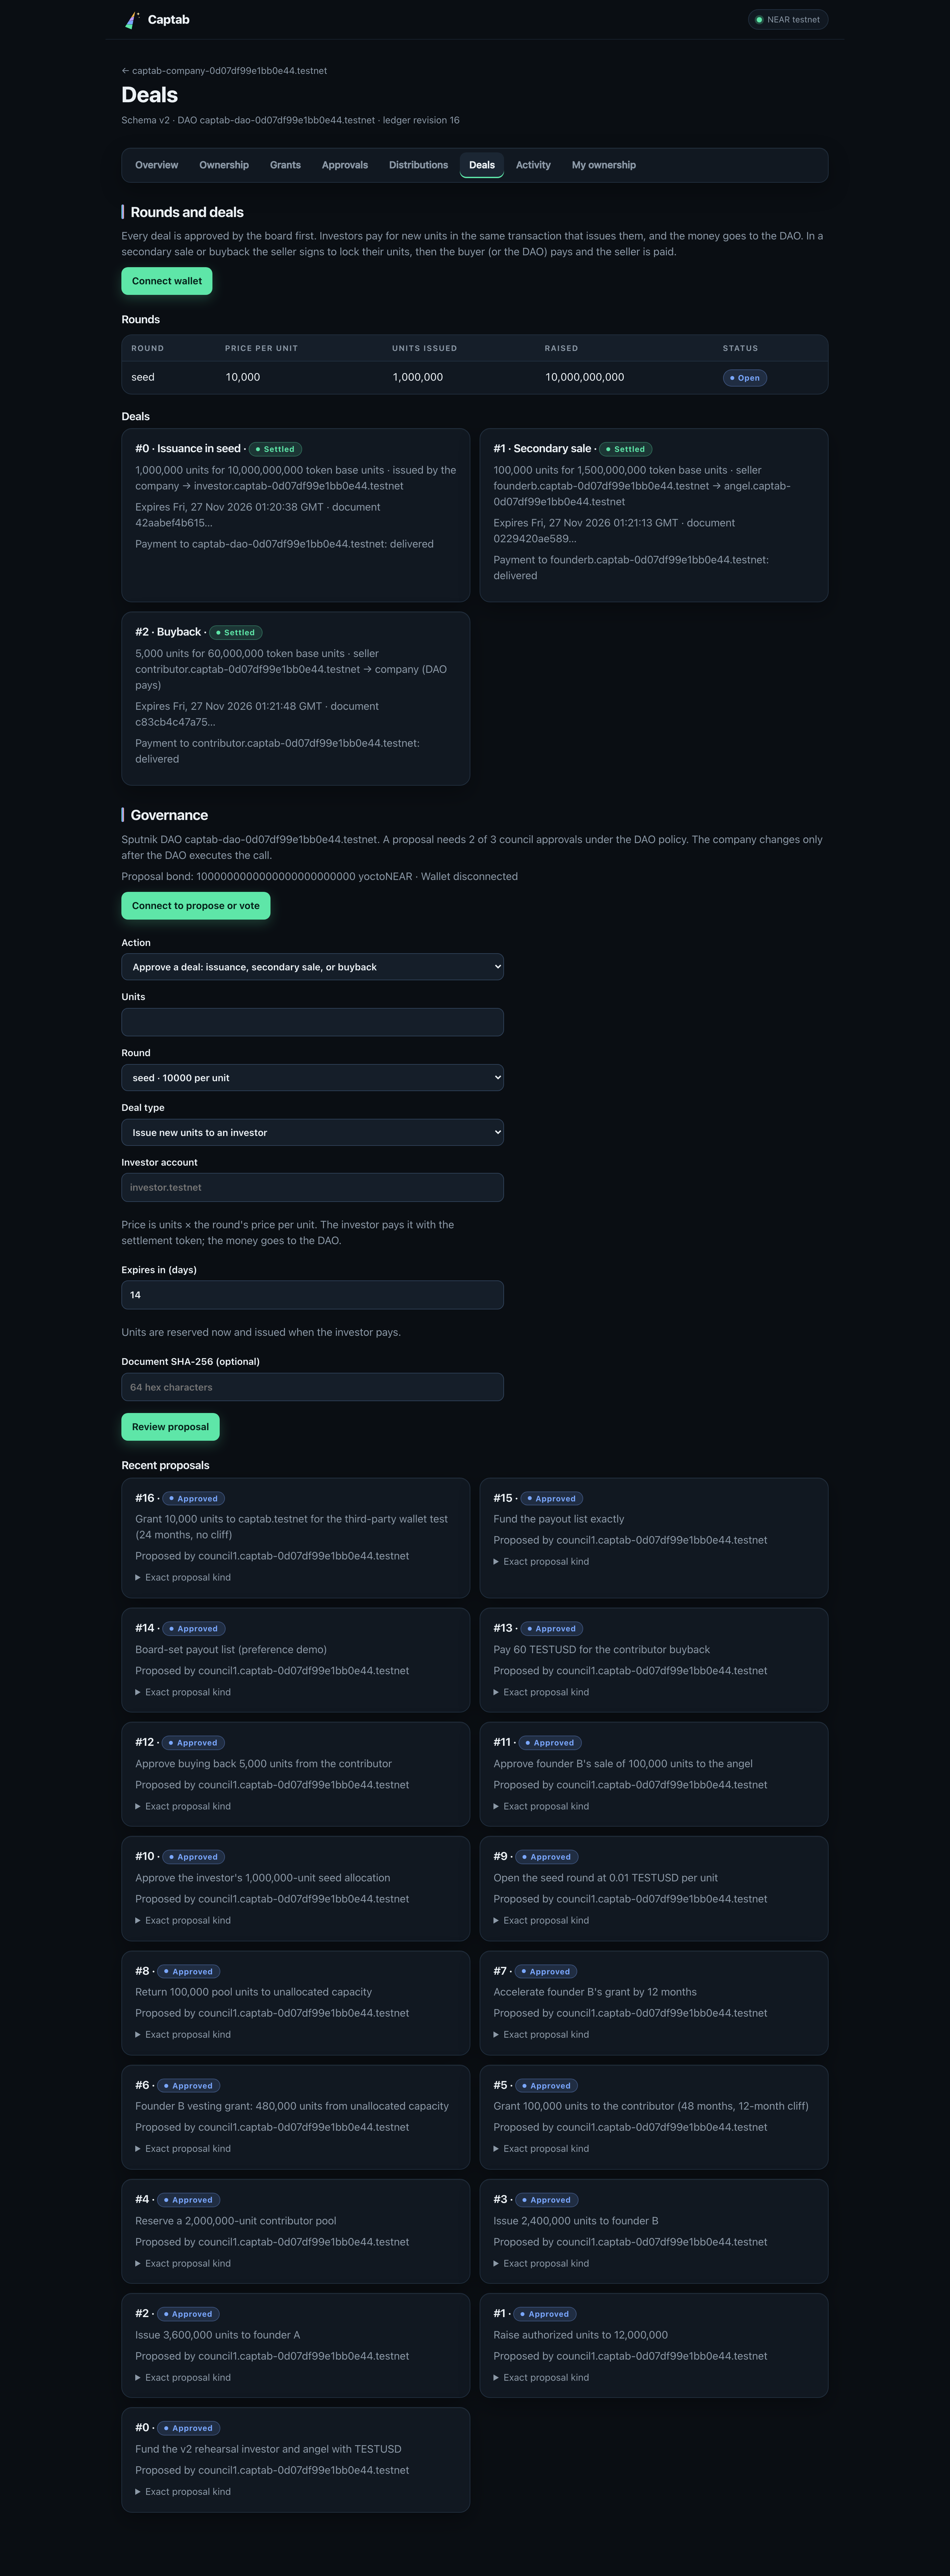 Captab
NEAR testnet
← captab-company-0d07df99e1bb0e44.testnet
Deals
Schema v2 · DAO captab-dao-0d07df99e1bb0e44.testnet · ledger revision 16
Overview Ownership Grants Approvals Distributions Deals Activity My ownership
Rounds and deals
Every deal is approved by the board first. Investors pay for new units in the same transaction that issues them, and the money goes to the DAO. In a
secondary sale or buyback the seller signs to lock their units, then the buyer (or the DAO) pays and the seller is paid.
Connect wallet
Rounds
ROUND PRICE PER UNIT UNITS ISSUED RAISED STATUS
seed 10,000 1,000,000 10,000,000,000 Open
Deals
#0 · Issuance in seed · Settled
1,000,000 units for 10,000,000,000 token base units · issued by the
company → investor.captab-0d07df99e1bb0e44.testnet
Expires Fri, 27 Nov 2026 01:20:38 GMT · document
42aabef4b615…
Payment to captab-dao-0d07df99e1bb0e44.testnet: delivered
#1 · Secondary sale · Settled
100,000 units for 1,500,000,000 token base units · seller
founderb.captab-0d07df99e1bb0e44.testnet → angel.captab-
0d07df99e1bb0e44.testnet
Expires Fri, 27 Nov 2026 01:21:13 GMT · document
0229420ae589…
Payment to founderb.captab-0d07df99e1bb0e44.testnet:
delivered
#2 · Buyback · Settled
5,000 units for 60,000,000 token base units · seller
contributor.captab-0d07df99e1bb0e44.testnet → company (DAO
pays)
Expires Fri, 27 Nov 2026 01:21:48 GMT · document
c83cb4c47a75…
Payment to contributor.captab-0d07df99e1bb0e44.testnet:
delivered
Governance
Sputnik DAO captab-dao-0d07df99e1bb0e44.testnet. A proposal needs 2 of 3 council approvals under the DAO policy. The company changes only
after the DAO executes the call.
Proposal bond: 100000000000000000000000 yoctoNEAR · Wallet disconnected
Connect to propose or vote
Action
Approve a deal: issuance, secondary sale, or buyback
Units
Round
seed · 10000 per unit
Deal type
Issue new units to an investor
Investor account
investor.testnet
Price is units × the round's price per unit. The investor pays it with the
settlement token; the money goes to the DAO.
Expires in (days)
14
Units are reserved now and issued when the investor pays.
Document SHA-256 (optional)
64 hex characters
Review proposal
Recent proposals
#16 · Approved
Grant 10,000 units to captab.testnet for the third-party wallet test
(24 months, no cliff)
Proposed by council1.captab-0d07df99e1bb0e44.testnet
Exact proposal kind
#15 · Approved
Fund the payout list exactly
Proposed by council1.captab-0d07df99e1bb0e44.testnet
Exact proposal kind
#14 · Approved
Board-set payout list (preference demo)
Proposed by council1.captab-0d07df99e1bb0e44.testnet
Exact proposal kind
#13 · Approved
Pay 60 TESTUSD for the contributor buyback
Proposed by council1.captab-0d07df99e1bb0e44.testnet
Exact proposal kind
#12 · Approved
Approve buying back 5,000 units from the contributor
Proposed by council1.captab-0d07df99e1bb0e44.testnet
Exact proposal kind
#11 · Approved
Approve founder B's sale of 100,000 units to the angel
Proposed by council1.captab-0d07df99e1bb0e44.testnet
Exact proposal kind
#10 · Approved
Approve the investor's 1,000,000-unit seed allocation
Proposed by council1.captab-0d07df99e1bb0e44.testnet
Exact proposal kind
#9 · Approved
Open the seed round at 0.01 TESTUSD per unit
Proposed by council1.captab-0d07df99e1bb0e44.testnet
Exact proposal kind
#8 · Approved
Return 100,000 pool units to unallocated capacity
Proposed by council1.captab-0d07df99e1bb0e44.testnet
Exact proposal kind
#7 · Approved
Accelerate founder B's grant by 12 months
Proposed by council1.captab-0d07df99e1bb0e44.testnet
Exact proposal kind
#6 · Approved
Founder B vesting grant: 480,000 units from unallocated capacity
Proposed by council1.captab-0d07df99e1bb0e44.testnet
Exact proposal kind
#5 · Approved
Grant 100,000 units to the contributor (48 months, 12-month cliff)
Proposed by council1.captab-0d07df99e1bb0e44.testnet
Exact proposal kind
#4 · Approved
Reserve a 2,000,000-unit contributor pool
Proposed by council1.captab-0d07df99e1bb0e44.testnet
Exact proposal kind
#3 · Approved
Issue 2,400,000 units to founder B
Proposed by council1.captab-0d07df99e1bb0e44.testnet
Exact proposal kind
#2 · Approved
Issue 3,600,000 units to founder A
Proposed by council1.captab-0d07df99e1bb0e44.testnet
Exact proposal kind
#1 · Approved
Raise authorized units to 12,000,000
Proposed by council1.captab-0d07df99e1bb0e44.testnet
Exact proposal kind
#0 · Approved
Fund the v2 rehearsal investor and angel with TESTUSD
Proposed by council1.captab-0d07df99e1bb0e44.testnet
Exact proposal kind